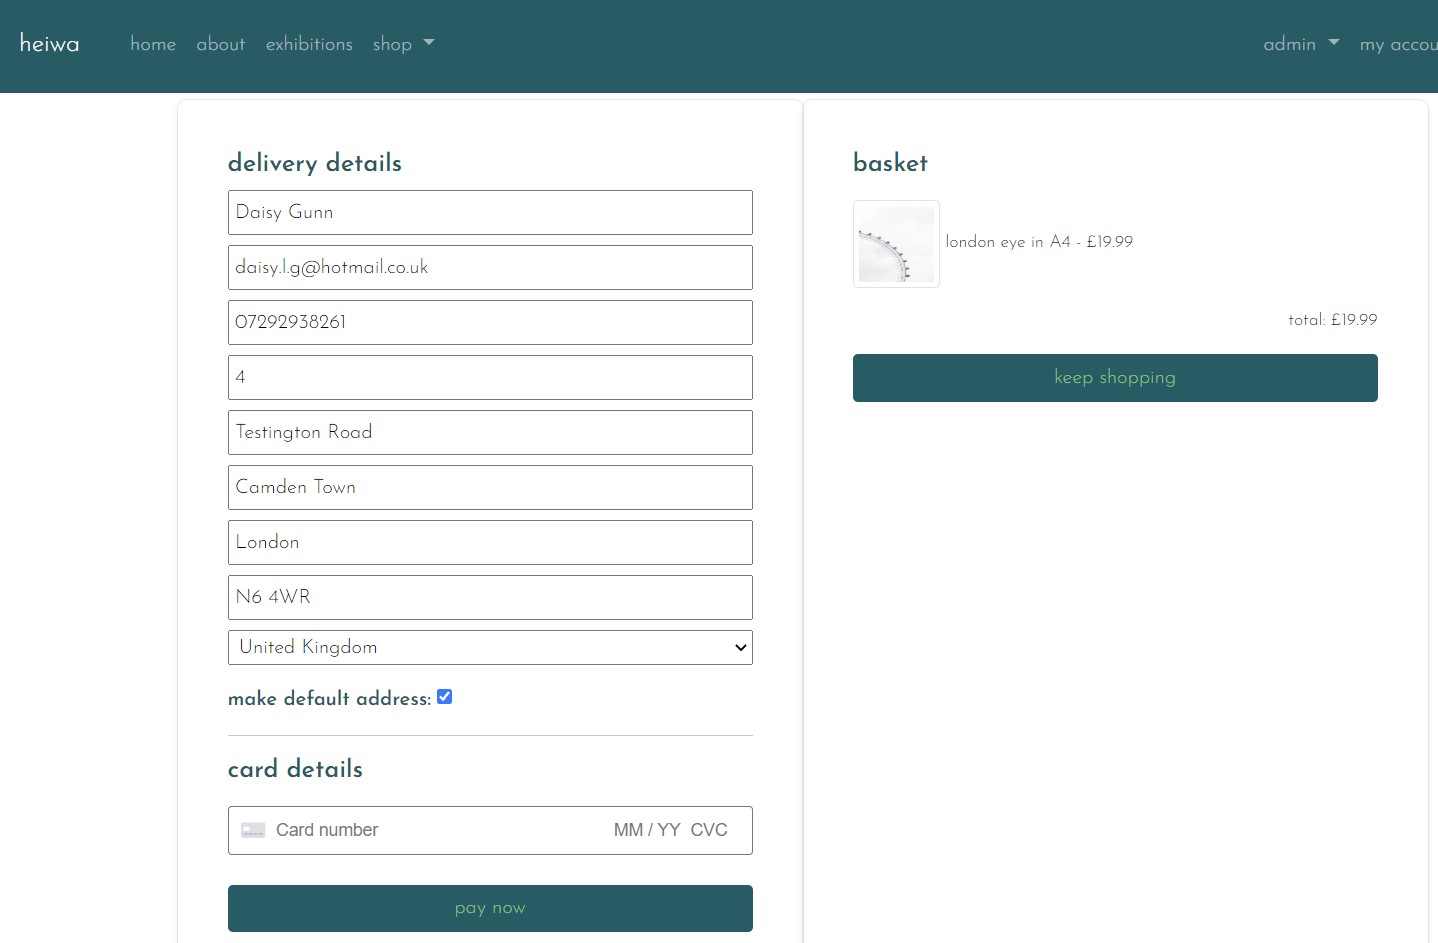 heiwa home about exhibitions shop admin my accou
delivery details
Daisy Gunn
daisy.l.g@hotmail.co.uk
07292938261
4
Testington Road
Camden Town
London
N6 4WR
United Kingdom
make default address:
card details
Card number MM / YY CVC
pay now
basket
london eye in A4 - £19.99
total: £19.99
keep shopping